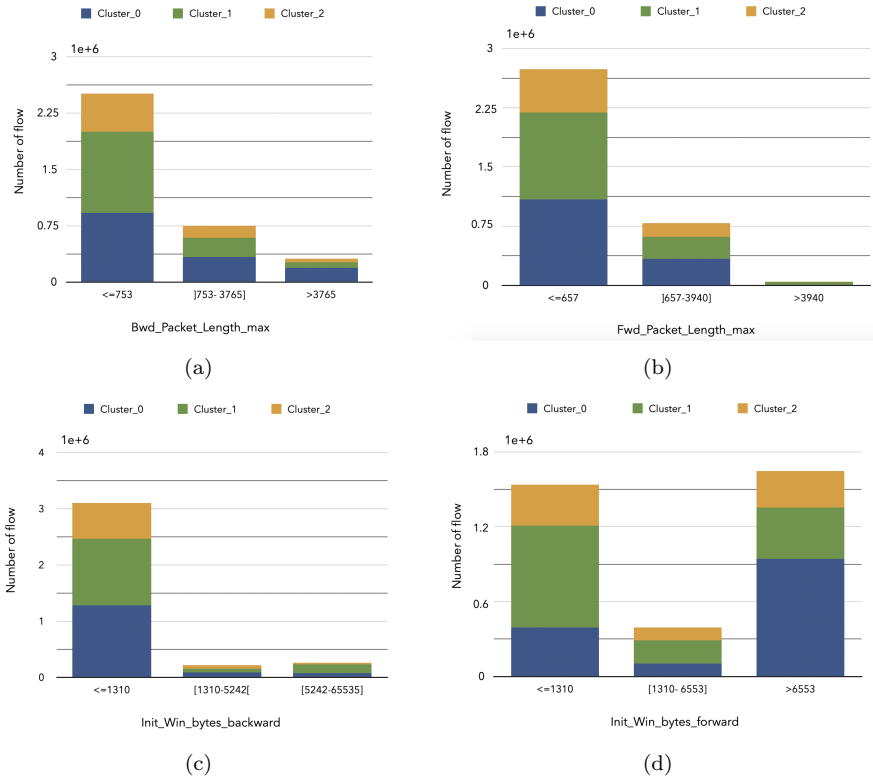 Cluster_0 Cluster_1 Cluster_2
1e+6
3
2.25
1.5
0.75
0
Number of flow
<=753 ]753- 3765] >3765
Bwd_Packet_Length_max
(a)
Cluster_0 Cluster_1 Cluster_2
1e+6
3
2.25
1.5
0.75
0
Number of flow
<=657 ]657-3940] >3940
Fwd_Packet_Length_max
(b)
Cluster_0 Cluster_1 Cluster_2
1e+6
4
3
2
1
0
Number of flow
<=1310 [1310-5242[ [5242-65535]
Init_Win_bytes_backward
(c)
Cluster_0 Cluster_1 Cluster_2
1e+6
1.8
1.2
0.6
0
Number of flow
<=1310 [1310- 6553] >6553
Init_Win_bytes_forward
(d)